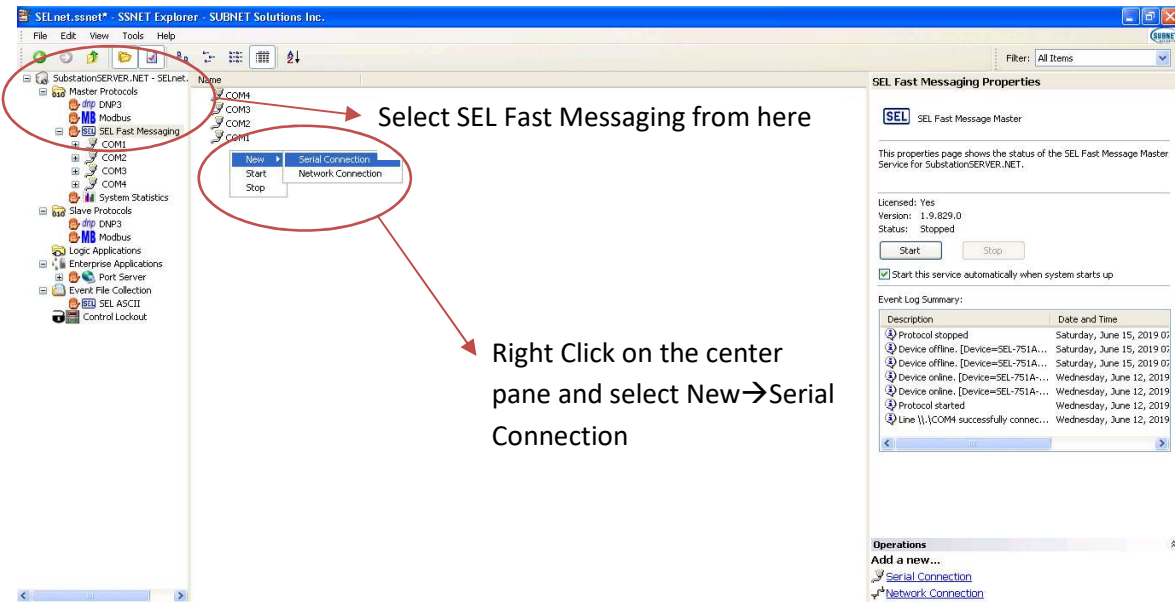 SELnet.ssnet* - SSNET Explorer - SUBNET Solutions Inc.
File Edit View Tools Help
SUBNET
Filter: All Items
SubstationSERVER.NET - SELnet.
Master Protocols
dnp DNP3
MB Modbus
SEL SEL Fast Messaging
COM1
COM2
COM3
COM4
System Statistics
Slave Protocols
dnp DNP3
MB Modbus
Logic Applications
Enterprise Applications
Port Server
Event File Collection
SEL SEL ASCII
Control Lockout
Name
COM4
COM3
COM2
COM1
New Serial Connection
Start Network Connection
Stop
Select SEL Fast Messaging from here
Right Click on the center
pane and select New→Serial
Connection
SEL Fast Messaging Properties
SEL SEL Fast Message Master
This properties page shows the status of the SEL Fast Message Master
Service for SubstationSERVER.NET.
Licensed: Yes
Version: 1.9.829.0
Status: Stopped
Start Stop
Start this service automatically when system starts up
Event Log Summary:
Description Date and Time
Protocol stopped Saturday, June 15, 2019 07
Device offline. [Device=SEL-751A... Saturday, June 15, 2019 07
Device offline. [Device=SEL-751A... Saturday, June 15, 2019 07
Device online. [Device=SEL-751A-... Wednesday, June 12, 2019
Device online. [Device=SEL-751A-... Wednesday, June 12, 2019
Protocol started Wednesday, June 12, 2019
Line \\.\COM4 successfully connec... Wednesday, June 12, 2019
Operations
Add a new...
Serial Connection
Network Connection